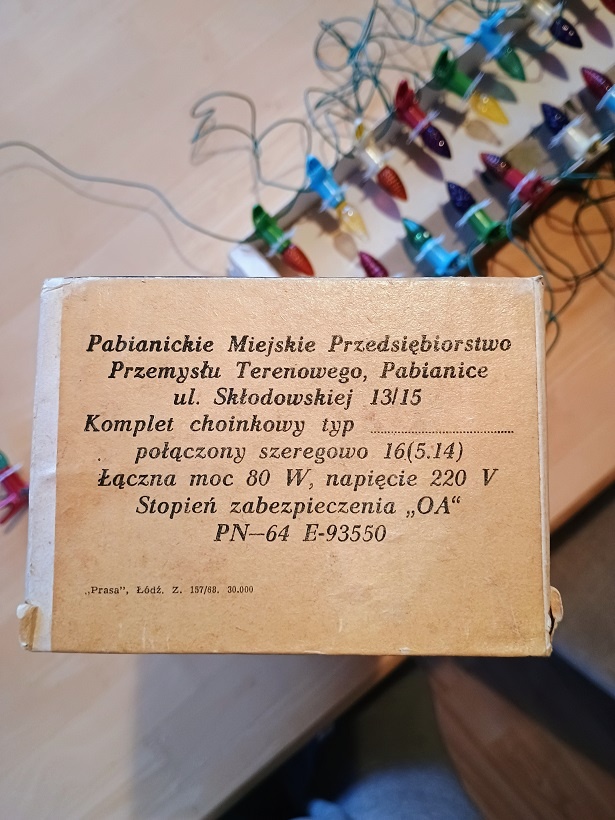 Pabianickie Miejskie Przedsiębiorstwo
Przemysłu Terenowego, Pabianice
ul. Skłodowskiej 13/15
Komplet choinkowy typ ....................
połączony szeregowo 16(5.14)
Łączna moc 80 W, napięcie 220 V
Stopień zabezpieczenia „OA“
PN—64 E-93550
„Prasa”, Łódź. Z. 157/68. 30.000